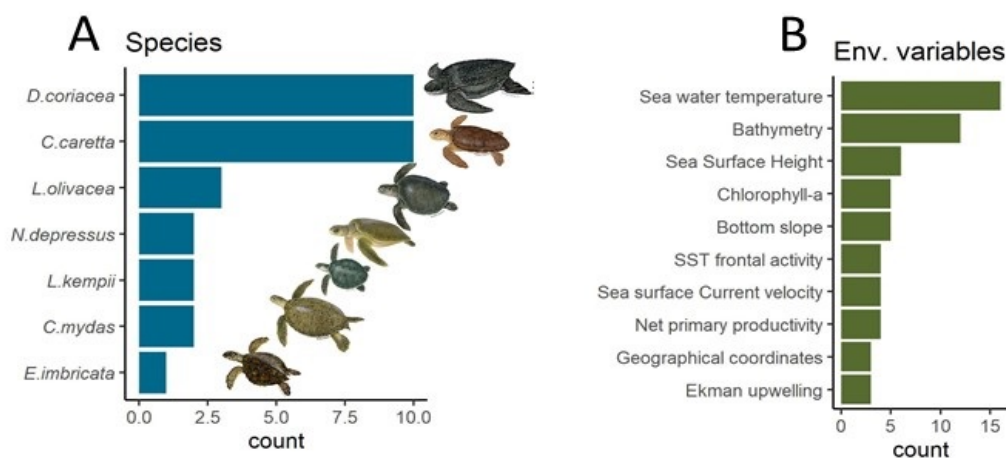 A Species
D.coriacea
C.caretta
L.olivacea
N.depressus
L.kempii
C.mydas
E.imbricata
0.0 2.5 5.0 7.5 10.0
count
B
Env. variables
Sea water temperature
Bathymetry
Sea Surface Height
Chlorophyll-a
Bottom slope
SST frontal activity
Sea surface Current velocity
Net primary productivity
Geographical coordinates
Ekman upwelling
0 5 10 15
count